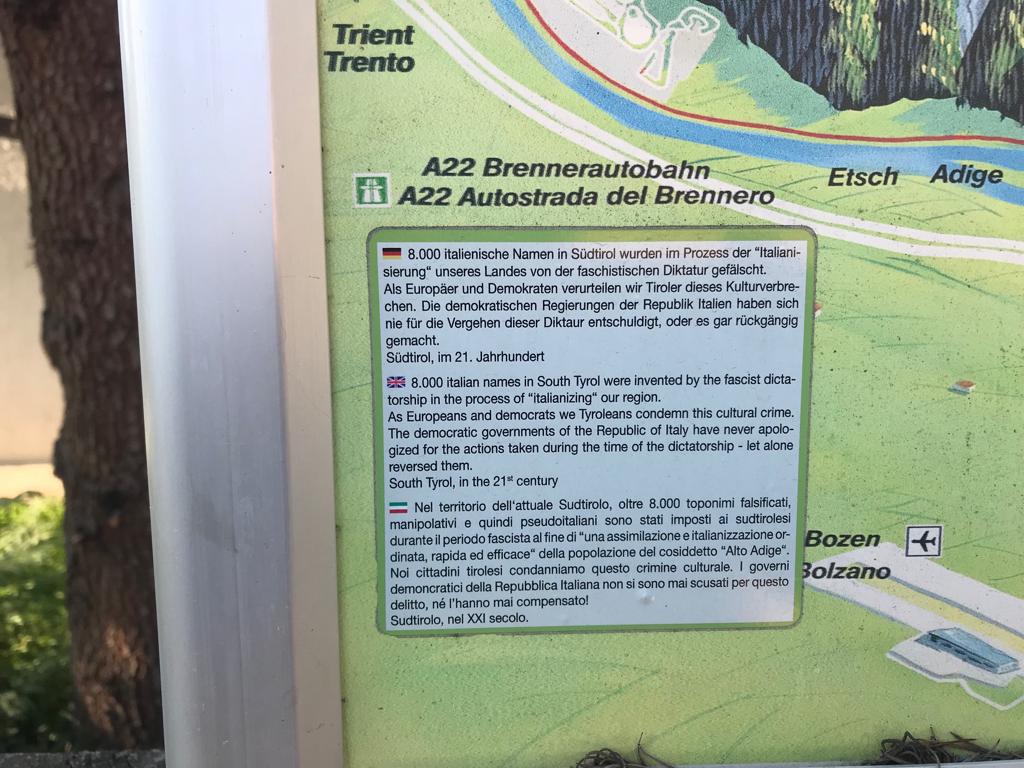 Trient
Trento
A22 Brennerautobahn
A22 Autostrada del Brennero
Etsch Adige
8.000 italienische Namen in Südtirol wurden im Prozess der "Italiani-
sierung" unseres Landes von der faschistischen Diktatur gefälscht.
Als Europäer und Demokraten verurteilen wir Tiroler dieses Kulturverbre-
chen. Die demokratischen Regierungen der Republik Italien haben sich
nie für die Vergehen dieser Diktaur entschuldigt, oder es gar rückgängig
gemacht.
Südtirol, im 21. Jahrhundert
8.000 italian names in South Tyrol were invented by the fascist dicta-
torship in the process of "italianizing" our region.
As Europeans and democrats we Tyroleans condemn this cultural crime.
The democratic governments of the Republic of Italy have never apolo-
gized for the actions taken during the time of the dictatorship - let alone
reversed them.
South Tyrol, in the 21st century
Nel territorio dell'attuale Sudtirolo, oltre 8.000 toponimi falsificati,
manipolativi e quindi pseudoitaliani sono stati imposti ai sudtirolesi
durante il periodo fascista al fine di "una assimilazione e italianizzazione or-
dinata, rapida ed efficace" della popolazione del cosiddetto "Alto Adige".
Noi cittadini tirolesi condanniamo questo crimine culturale. I governi
demoncratici della Repubblica Italiana non si sono mai scusati per questo
delitto, né l'hanno mai compensato!
Sudtirolo, nel XXI secolo.
Bozen
Bolzano